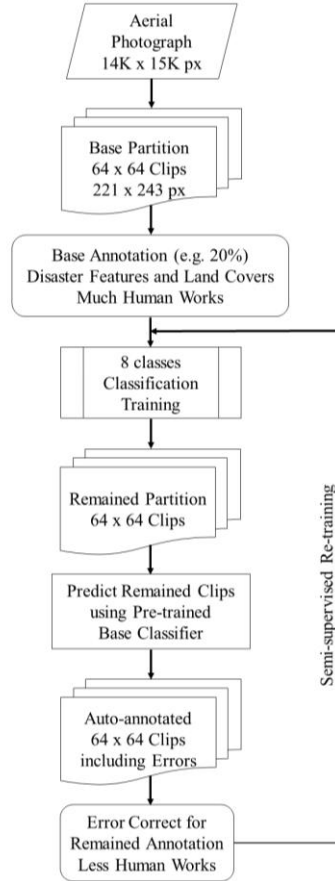 Aerial
Photograph
14K x 15K px
Base Partition
64 x 64 Clips
221 x 243 px
Base Annotation (e.g. 20%)
Disaster Features and Land Covers
Much Human Works
8 classes
Classification
Training
Remained Partition
64 x 64 Clips
Predict Remained Clips
using Pre-trained
Base Classifier
Auto-annotated
64 x 64 Clips
including Errors
Error Correct for
Remained Annotation
Less Human Works
Semi-supervised Re-training